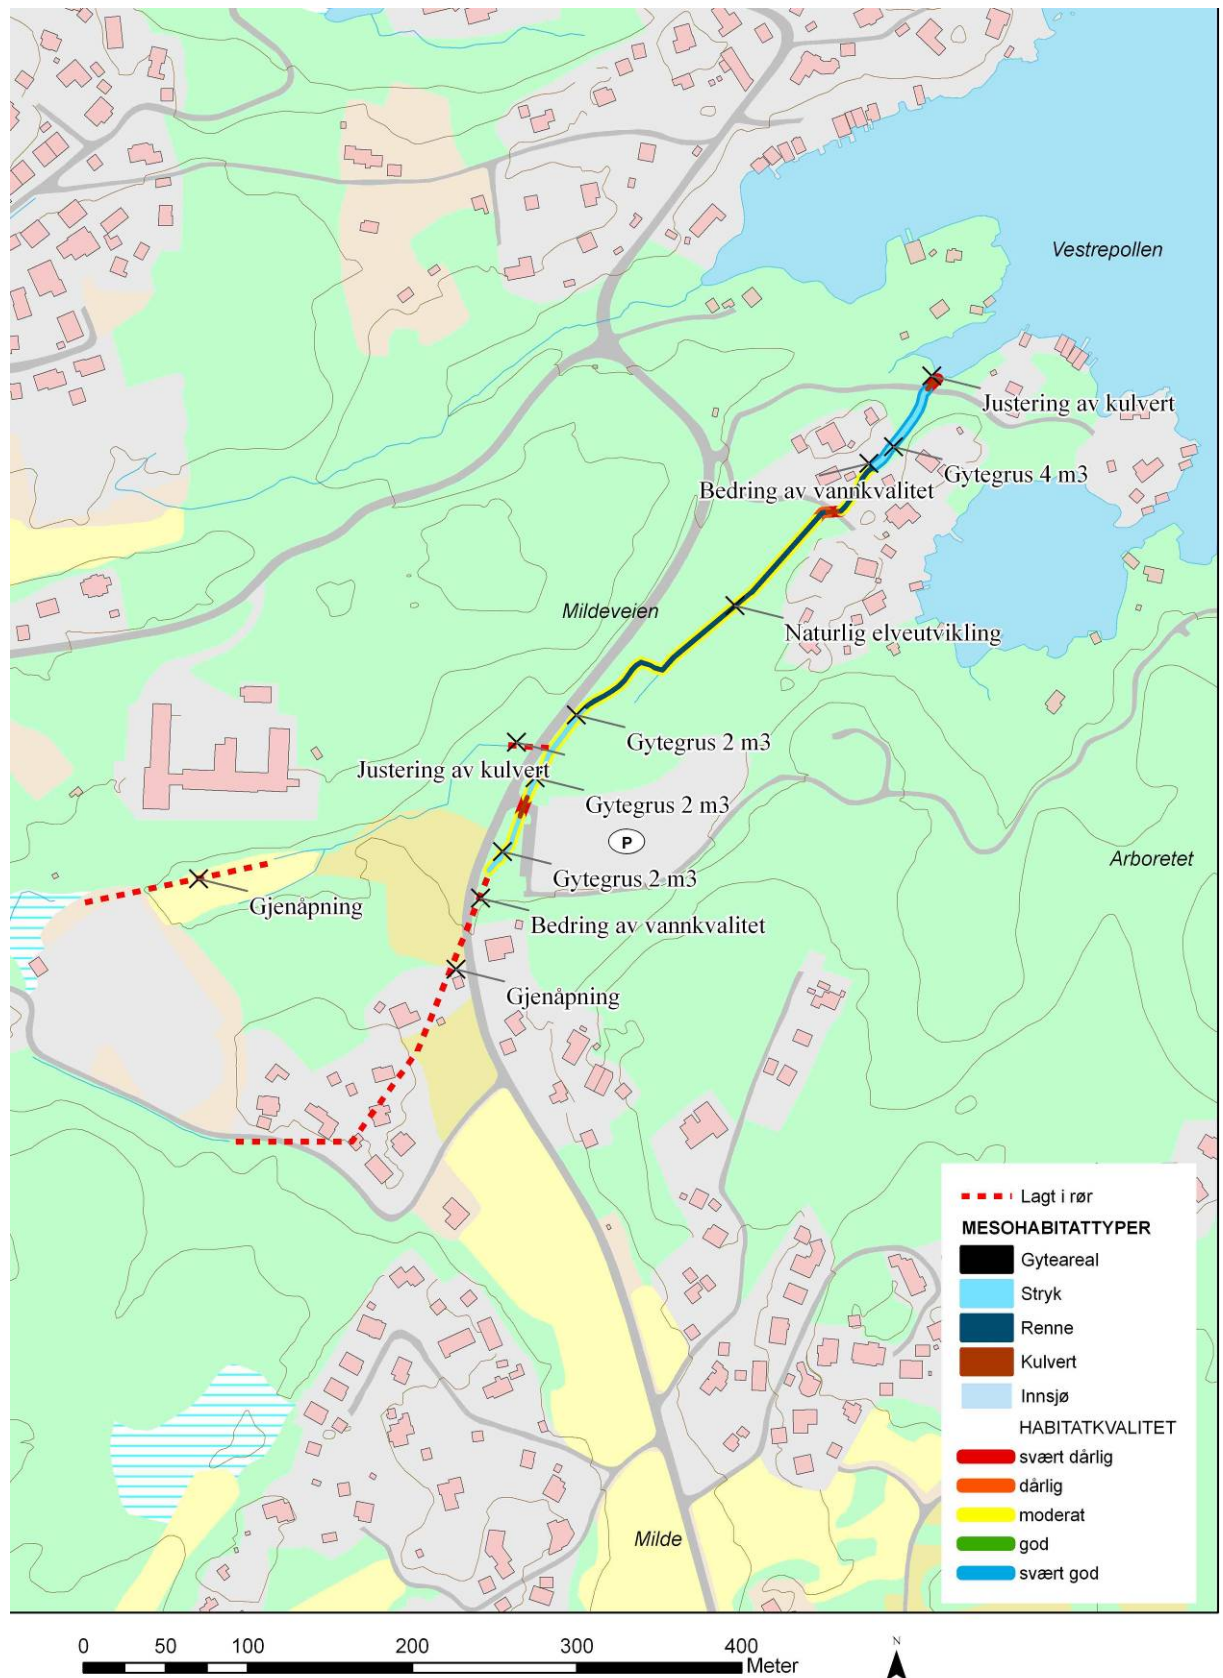 Vestrepollen
Justering av kulvert
Gytegrus 4 m3
Bedring av vannkvalitet
Mildeveien
Naturlig elveutvikling
Gytegrus 2 m3
Justering av kulvert
Gytegrus 2 m3
P
Arboretet
Gytegrus 2 m3
Gjenåpning
Bedring av vannkvalitet
Gjenåpning
Lagt i rør
MESOHABITATTYPER
Gyteareal
Stryk
Renne
Kulvert
Innsjø
HABITATKVALITET
svært dårlig
dårlig
moderat
god
svært god
Milde
0 50 100 200 300 400
Meter
N